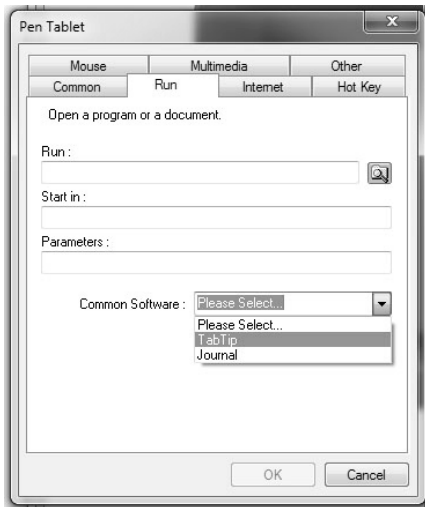 Pen Tablet
Mouse Multimedia Other
Common Run Internet Hot Key
Open a program or a document.
Run :
Start in :
Parameters :
Common Software : Please Select...
Please Select...
TabTip
Journal
OK Cancel